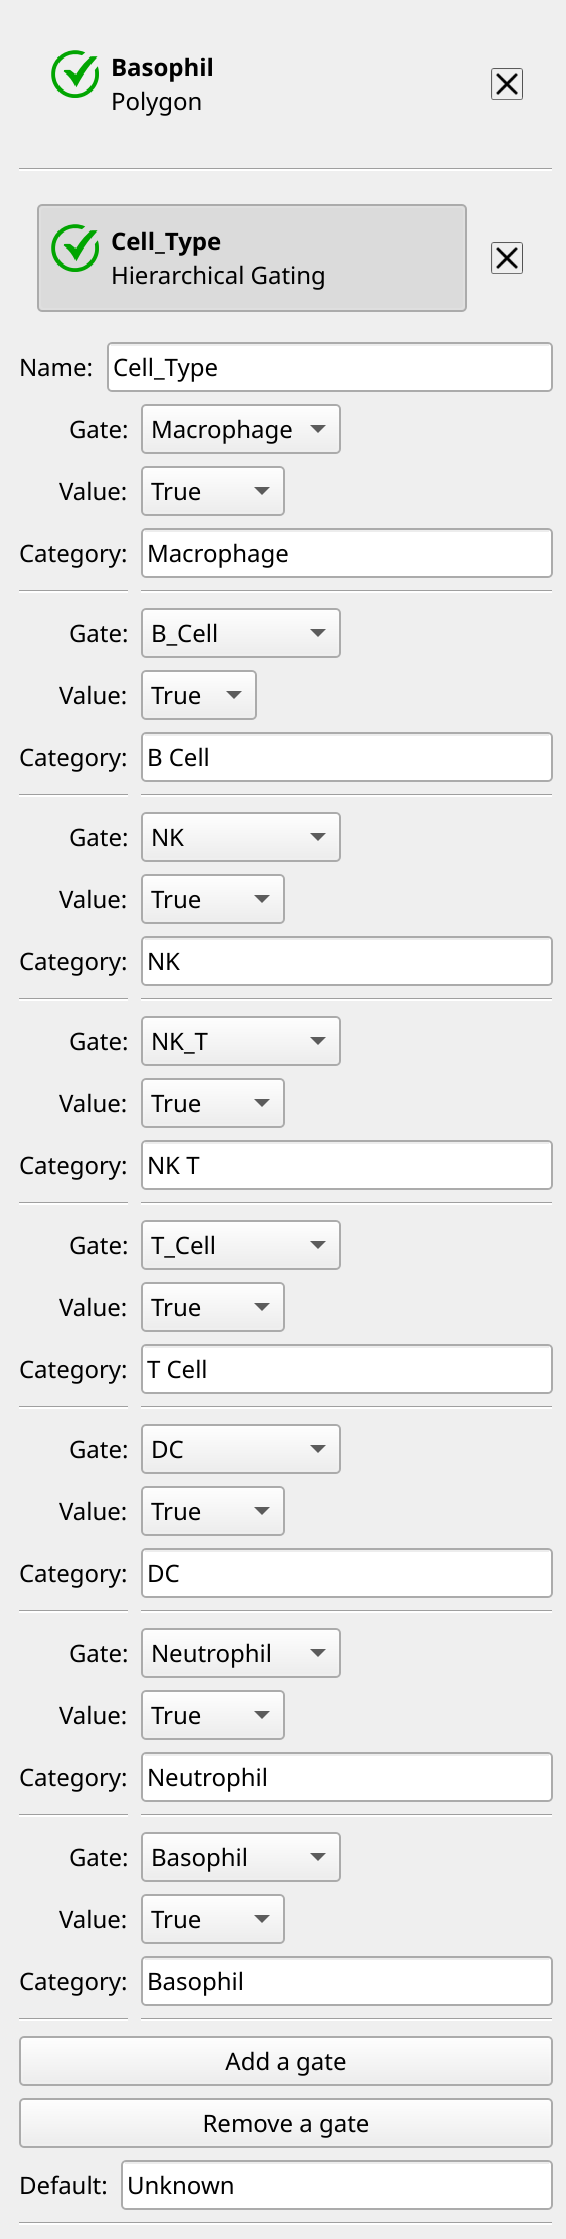 Basophil
Polygon
Cell_Type
Hierarchical Gating
Name: Cell_Type
Gate: Macrophage
Value: True
Category: Macrophage
Gate: B_Cell
Value: True
Category: B Cell
Gate: NK
Value: True
Category: NK
Gate: NK_T
Value: True
Category: NK T
Gate: T_Cell
Value: True
Category: T Cell
Gate: DC
Value: True
Category: DC
Gate: Neutrophil
Value: True
Category: Neutrophil
Gate: Basophil
Value: True
Category: Basophil
Add a gate
Remove a gate
Default: Unknown